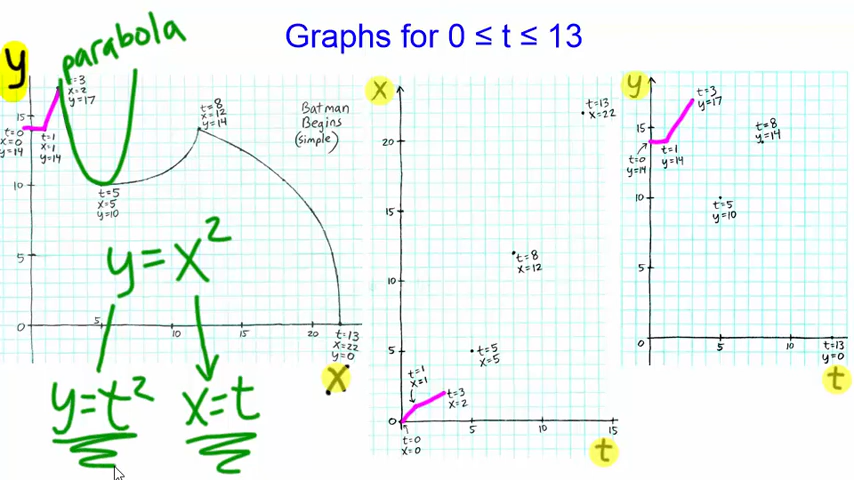 Graphs for 0 ≤ t ≤ 13
y
parabola
t=3
x=2
y=17
15
t=0
x=0
y=14
t=1
x=1
y=14
t=8
x=12
y=14
Batman
Begins
(simple)
10
t=5
x=5
y=10
5
0
5
10
15
20
t=13
x=22
y=0
x
y=x²
y=t²
x=t
x
t=13
x=22
20
15
10
t=8
x=12
5
t=5
x=5
t=1
x=1
t=3
x=2
0
t=0
x=0
5
10
15
t
y
t=3
y=17
15
t=8
y=14
t=0
y=14
t=1
y=14
10
t=5
y=10
5
0
5
10
t=13
y=0
t